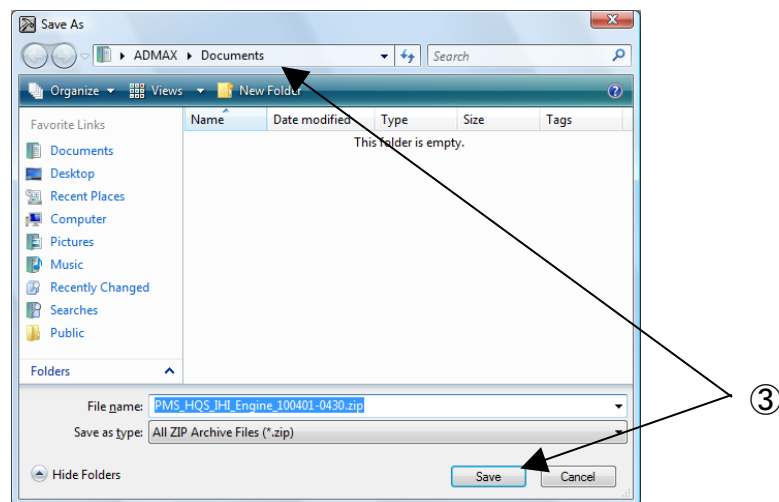 Save As
ADMAX Documents Search
Organize Views New Folder
Favorite Links
Name Date modified Type Size Tags
This folder is empty.
Documents
Desktop
Recent Places
Computer
Pictures
Music
Recently Changed
Searches
Public
Folders
File name: PMS_HQS_IHI_Engine_100401-0430.zip
Save as type: All ZIP Archive Files (*.zip)
Hide Folders Save Cancel
③